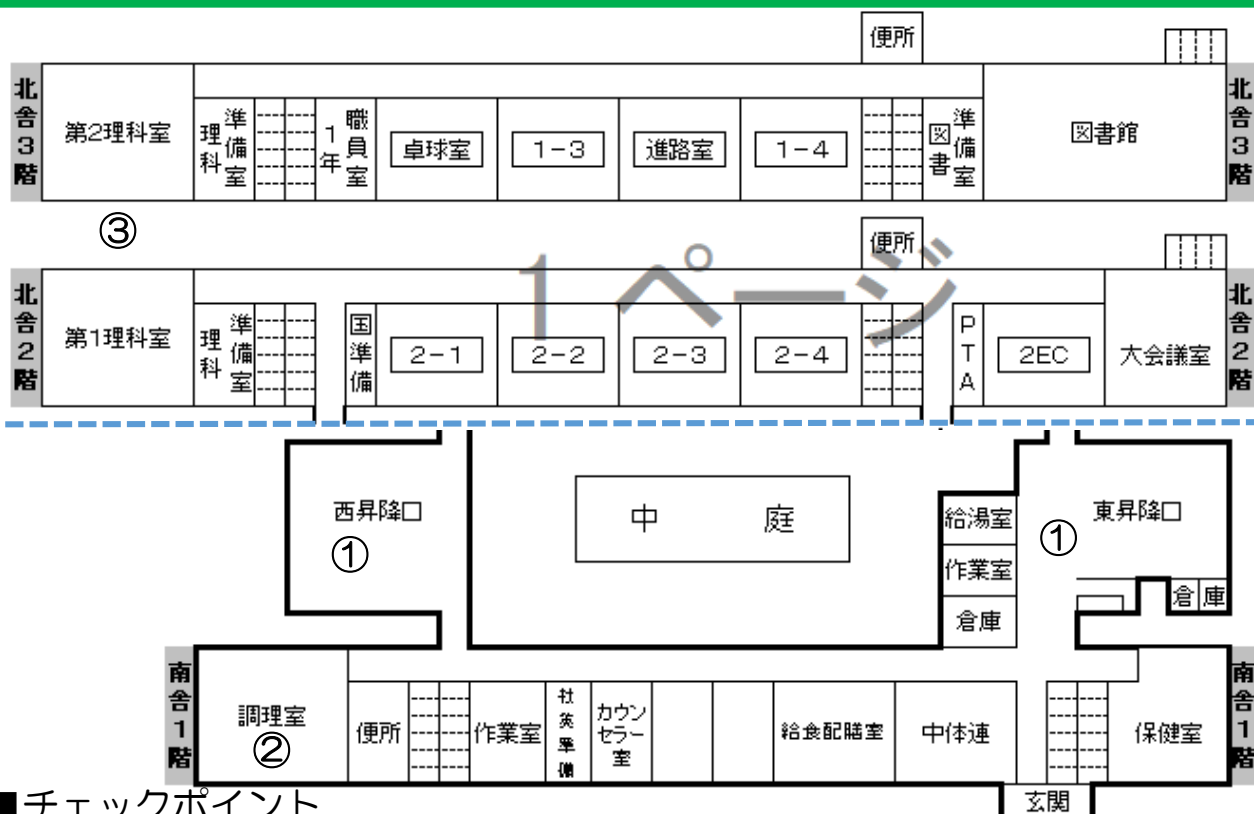 便所
北舎3階
第2理科室
理科準備室
1年職員室
卓球室
1-3
進路室
1-4
図書準備室
図書館
北舎3階
③
便所
1ページ
北舎2階
第1理科室
理科準備室
国準備
2-1
2-2
2-3
2-4
PTA
2EC
大会議室
北舎2階
西昇降口
①
中庭
給湯室
作業室
倉庫
①
東昇降口
倉庫
南舎1階
調理室
②
便所
作業室
社英準備
カウンセラー室
給食配膳室
中体連
保健室
南舎1階
玄関
■チェックポイント